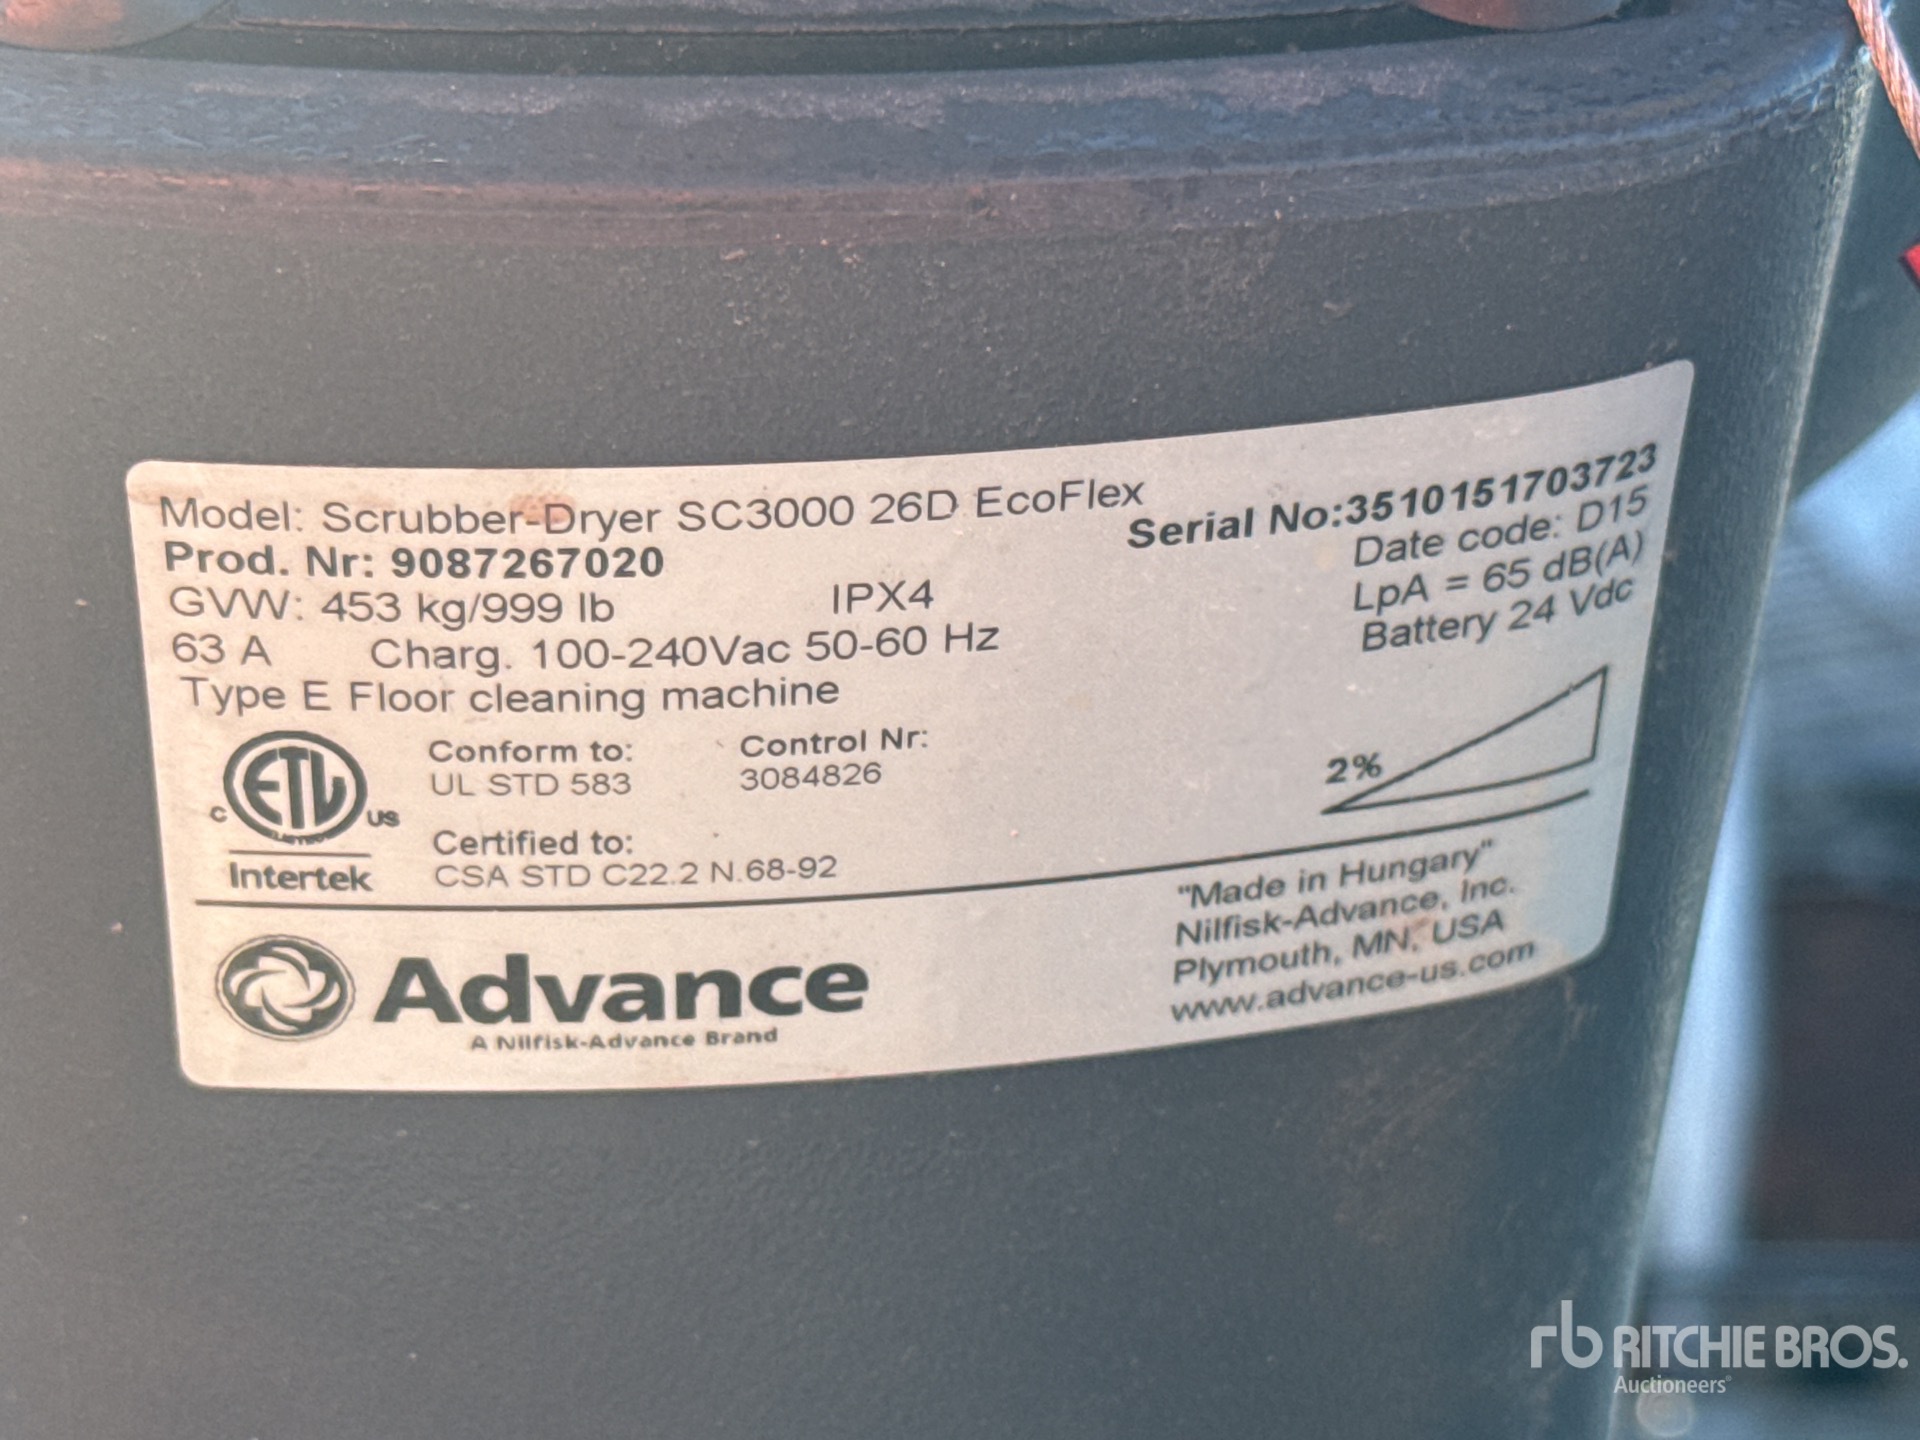 Model: Scrubber-Dryer SC3000 26D EcoFlex
Serial No:3510151703723
Prod. Nr: 9087267020
Date code: D15
GVW: 453 kg/999 lb
IPX4
LpA = 65 dB(A)
63 A
Charg. 100-240Vac 50-60 Hz
Battery 24 Vdc
Type E Floor cleaning machine
2%
ETL
C
US
Intertek
Conform to:
UL STD 583
Control Nr:
3084826
Certified to:
CSA STD C22.2 N.68-92
Advance
A Nilfisk-Advance Brand
"Made in Hungary"
Nilfisk-Advance, Inc.
Plymouth, MN, USA
www.advance-us.com
rb RITCHIE BROS.
Auctioneers